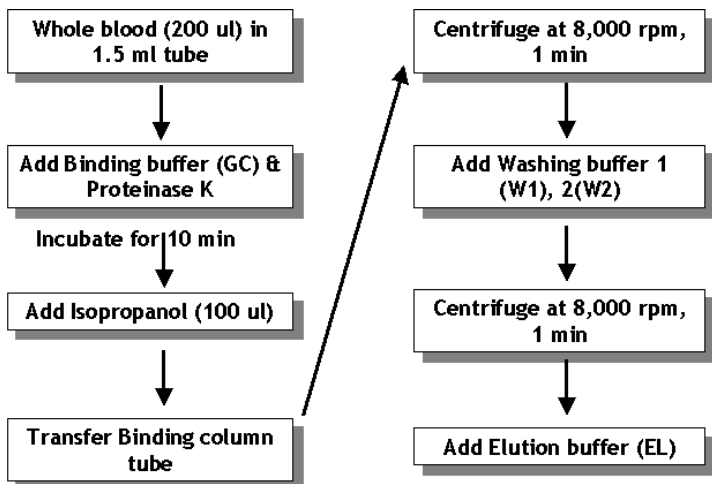 Whole blood (200 ul) in
1.5 ml tube
Add Binding buffer (GC) &
Proteinase K
Incubate for 10 min
Add Isopropanol (100 ul)
Transfer Binding column
tube
Centrifuge at 8,000 rpm,
1 min
Add Washing buffer 1
(W1), 2(W2)
Centrifuge at 8,000 rpm,
1 min
Add Elution buffer (EL)